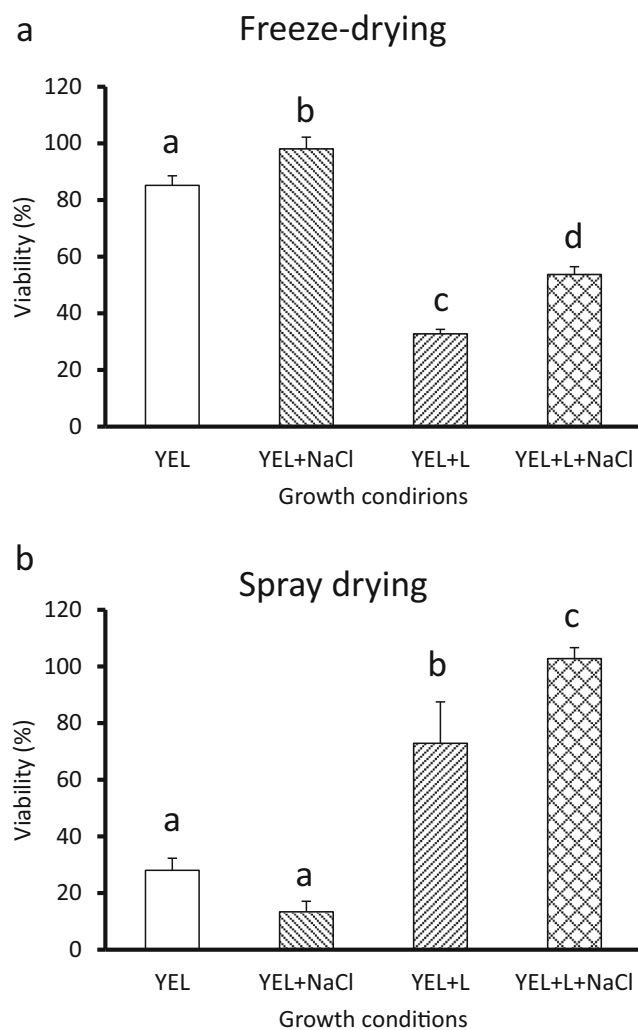 a
Freeze-drying
120
100
80
60
40
20
0
Viability (%)
a
b
c
d
YEL
YEL+NaCl
YEL+L
YEL+L+NaCl
Growth condirions
b
Spray drying
120
100
80
60
40
20
0
Viability (%)
a
a
b
c
YEL
YEL+NaCl
YEL+L
YEL+L+NaCl
Growth conditions